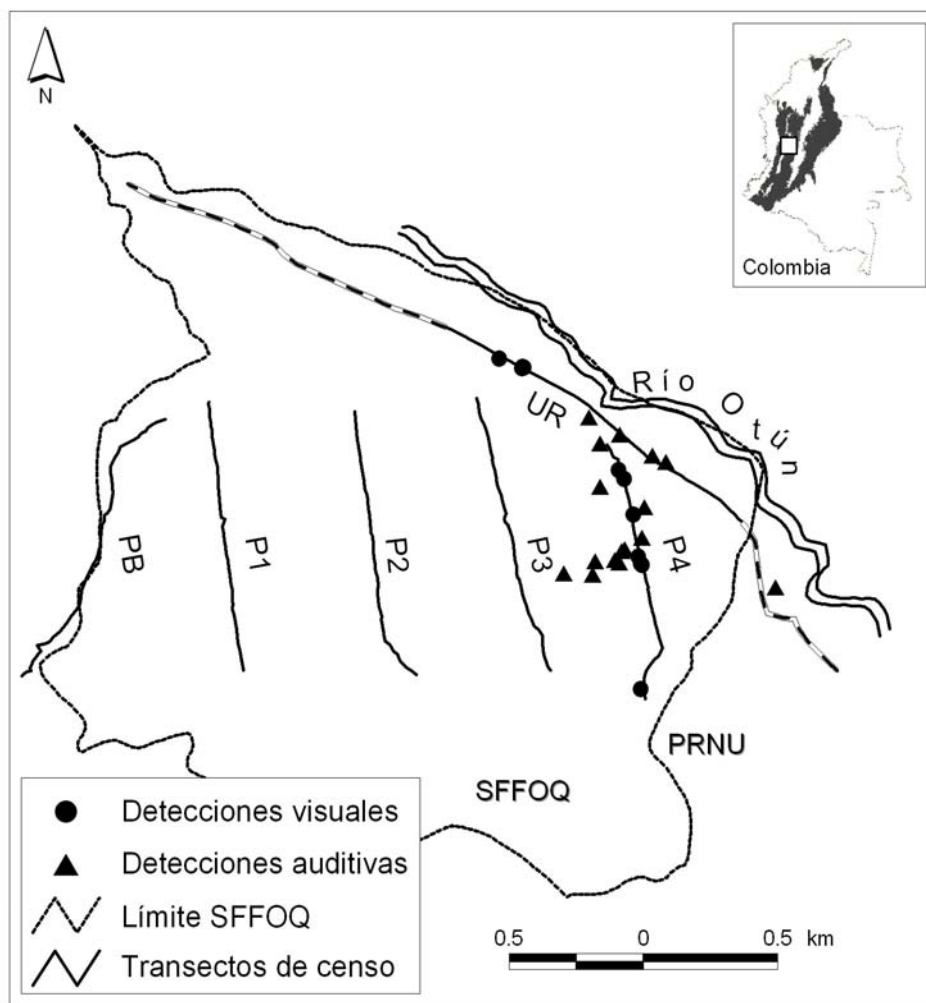 N
Colombia
Río Otún
UR
PB
P1
P2
P3
P4
PRNU
SFFOQ
Detecciones visuales
Detecciones auditivas
Límite SFFOQ
Transectos de censo
0.5 0 0.5 km